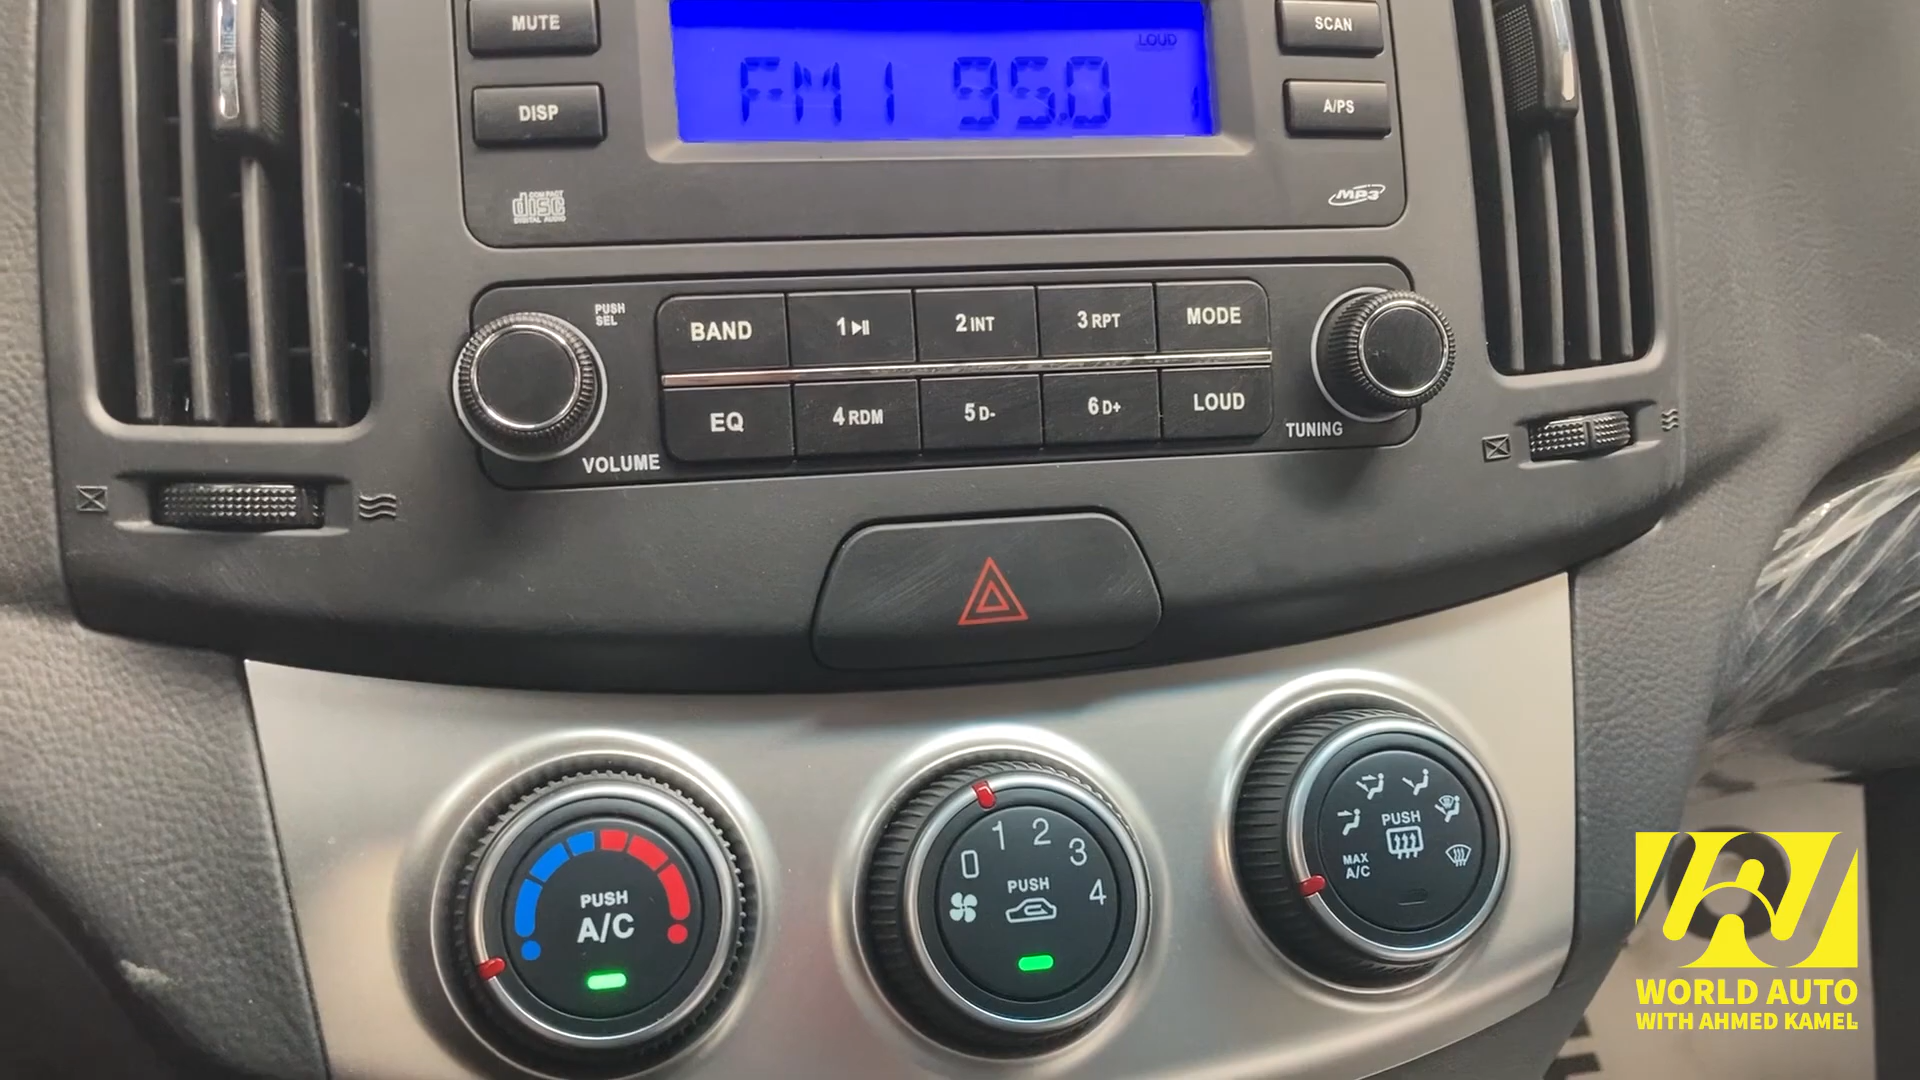 MUTE
LOUD
SCAN
FM1 95.0 1
DISP
A/PS
COMPACT
disc
DIGITAL AUDIO
MP3
PUSH
SEL
BAND
1
2 INT
3 RPT
MODE
EQ
4 RDM
5 D-
6 D+
LOUD
VOLUME
TUNING
PUSH
A/C
0
1
2
3
4
PUSH
PUSH
MAX
A/C
WORLD AUTO
WITH AHMED KAMEL